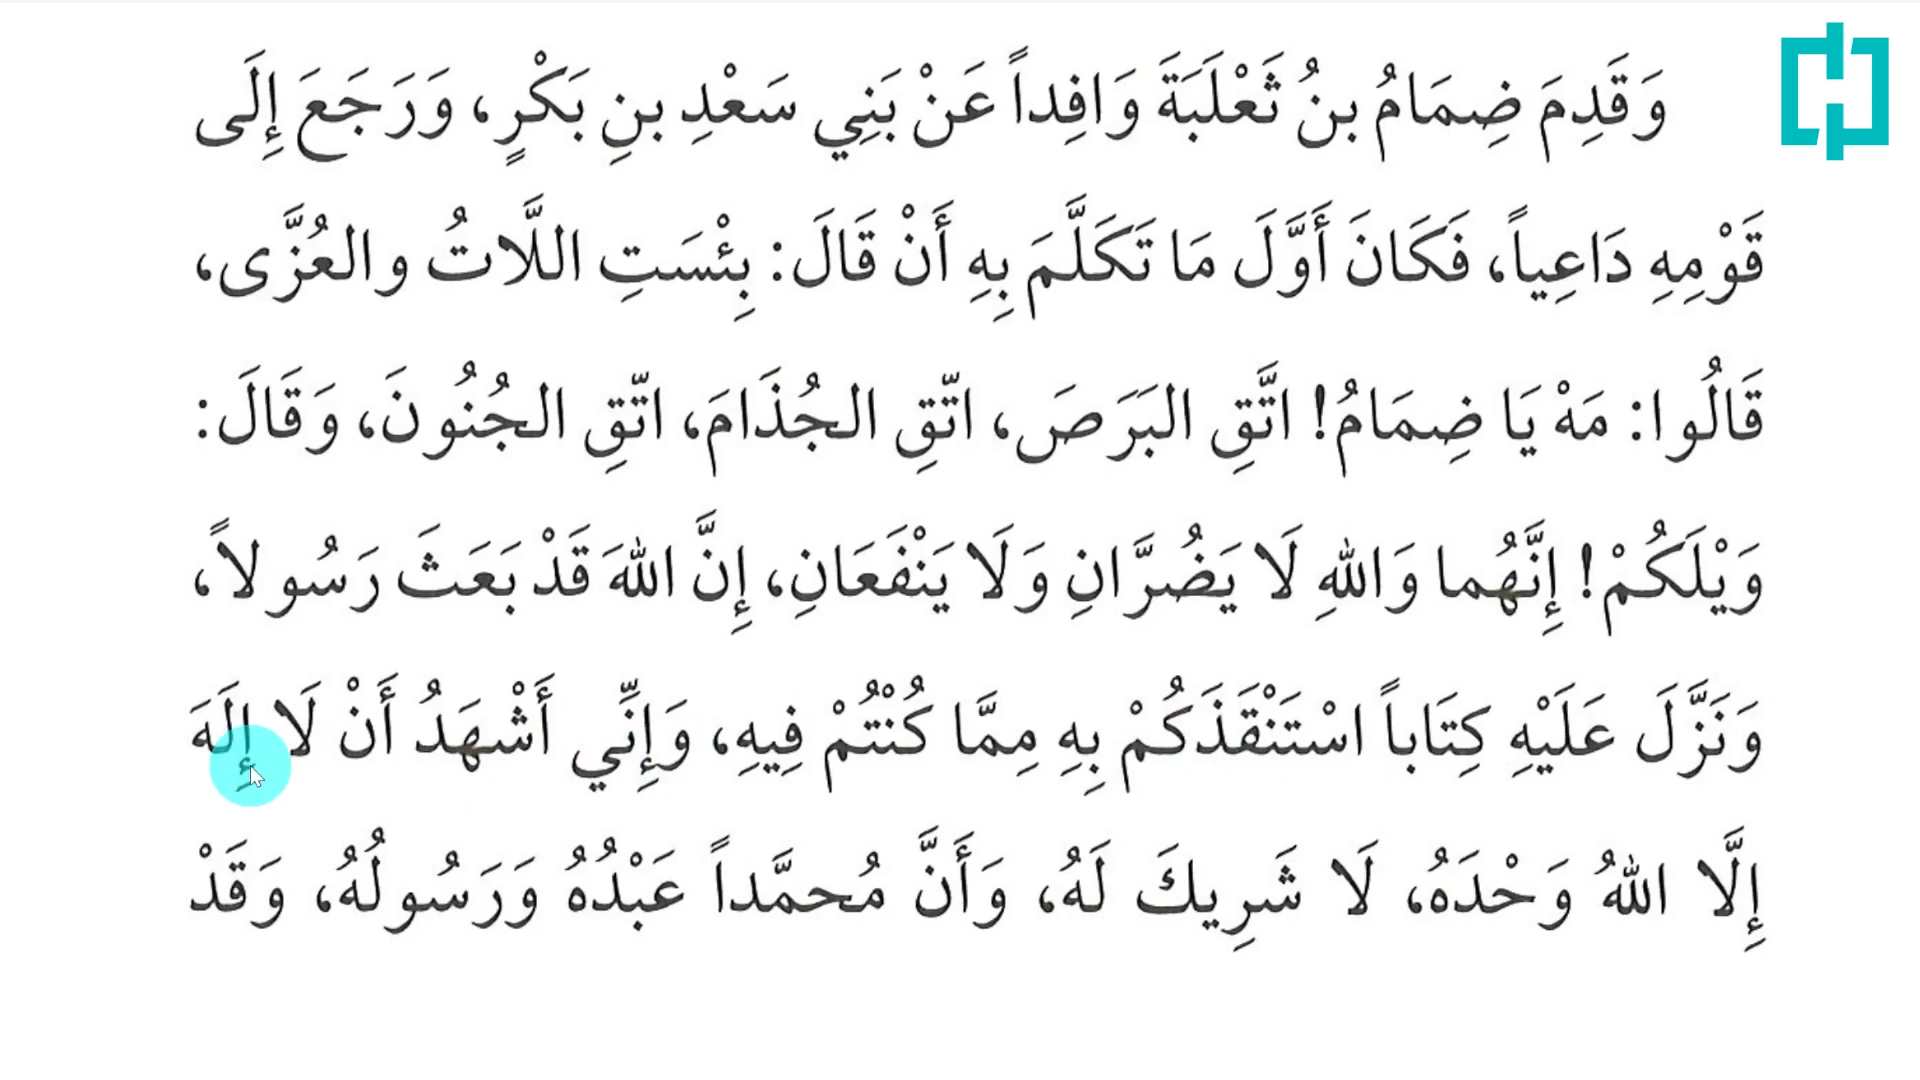 وَقَدِمَ ضِمَامُ بنُ ثَعْلَبَةَ وَافِداً عَنْ بَنِي سَعْدِ بنِ بَكْرٍ، وَرَجَعَ إِلَى
قَوْمِهِ دَاعِياً، فَكَانَ أَوَّلَ مَا تَكَلَّمَ بِهِ أَنْ قَالَ: بِئْسَتِ اللَّاتُ والعُزَّى،
قَالُوا: مَهْ يَا ضِمَامُ! اتَّقِ البَرَصَ، اتّقِ الجُذَامَ، اتّقِ الجُنُونَ، وَقَالَ:
وَيْلَكُمْ! إِنَّهُما وَاللهِ لَا يَضُرَّانِ وَلَا يَنْفَعَانِ، إِنَّ اللهَ قَدْ بَعَثَ رَسُولاً،
وَنَزَّلَ عَلَيْهِ كِتَاباً اسْتَنْقَذَكُمْ بِهِ مِمَّا كُنْتُمْ فِيهِ، وَإِنِّي أَشْهَدُ أَنْ لَا إِلَهَ
إِلَّا اللهُ وَحْدَهُ، لَا شَرِيكَ لَهُ، وَأَنَّ مُحمَّداً عَبْدُهُ وَرَسُولُهُ، وَقَدْ